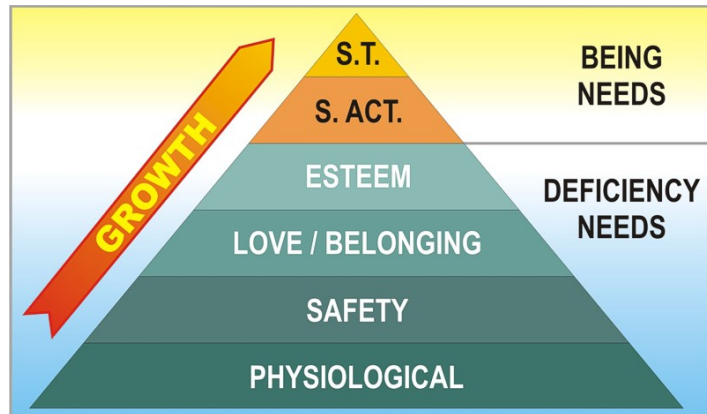 S.T.
S. ACT.
ESTEEM
LOVE / BELONGING
SAFETY
PHYSIOLOGICAL
GROWTH
BEING
NEEDS
DEFICIENCY
NEEDS